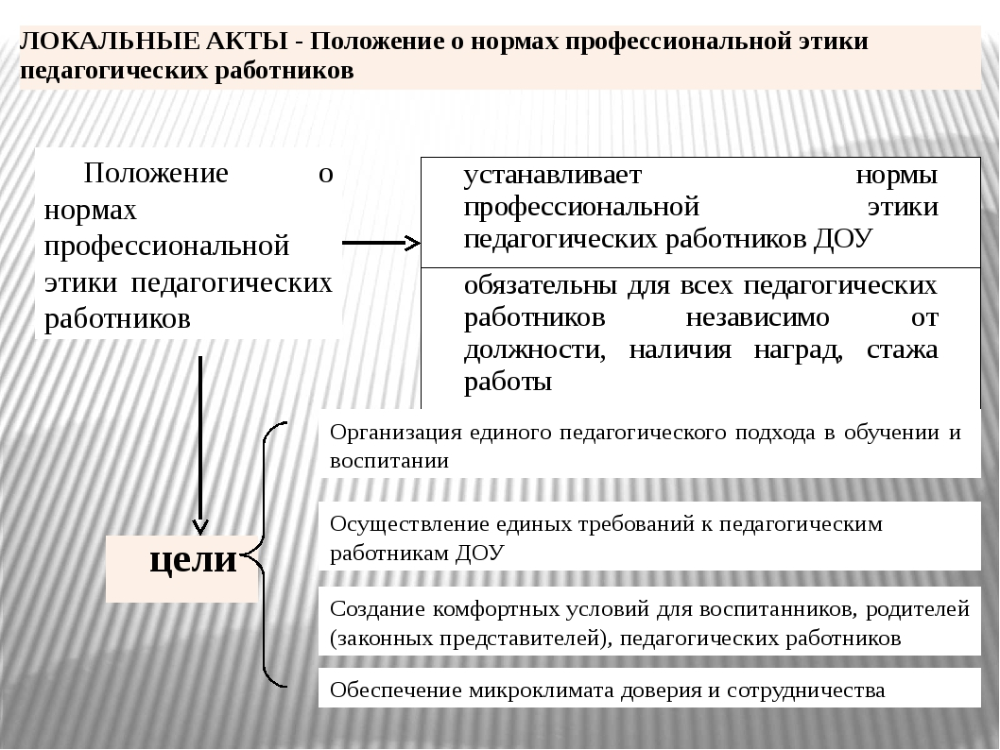 ЛОКАЛЬНЫЕ АКТЫ - Положение о нормах профессиональной этики
педагогических работников
Положение о
нормах
профессиональной
этики педагогических
работников
устанавливает нормы
профессиональной этики
педагогических работников ДОУ
обязательны для всех педагогических
работников независимо от
должности, наличия наград, стажа
работы
цели
Организация единого педагогического подхода в обучении и
воспитании
Осуществление единых требований к педагогическим
работникам ДОУ
Создание комфортных условий для воспитанников, родителей
(законных представителей), педагогических работников
Обеспечение микроклимата доверия и сотрудничества